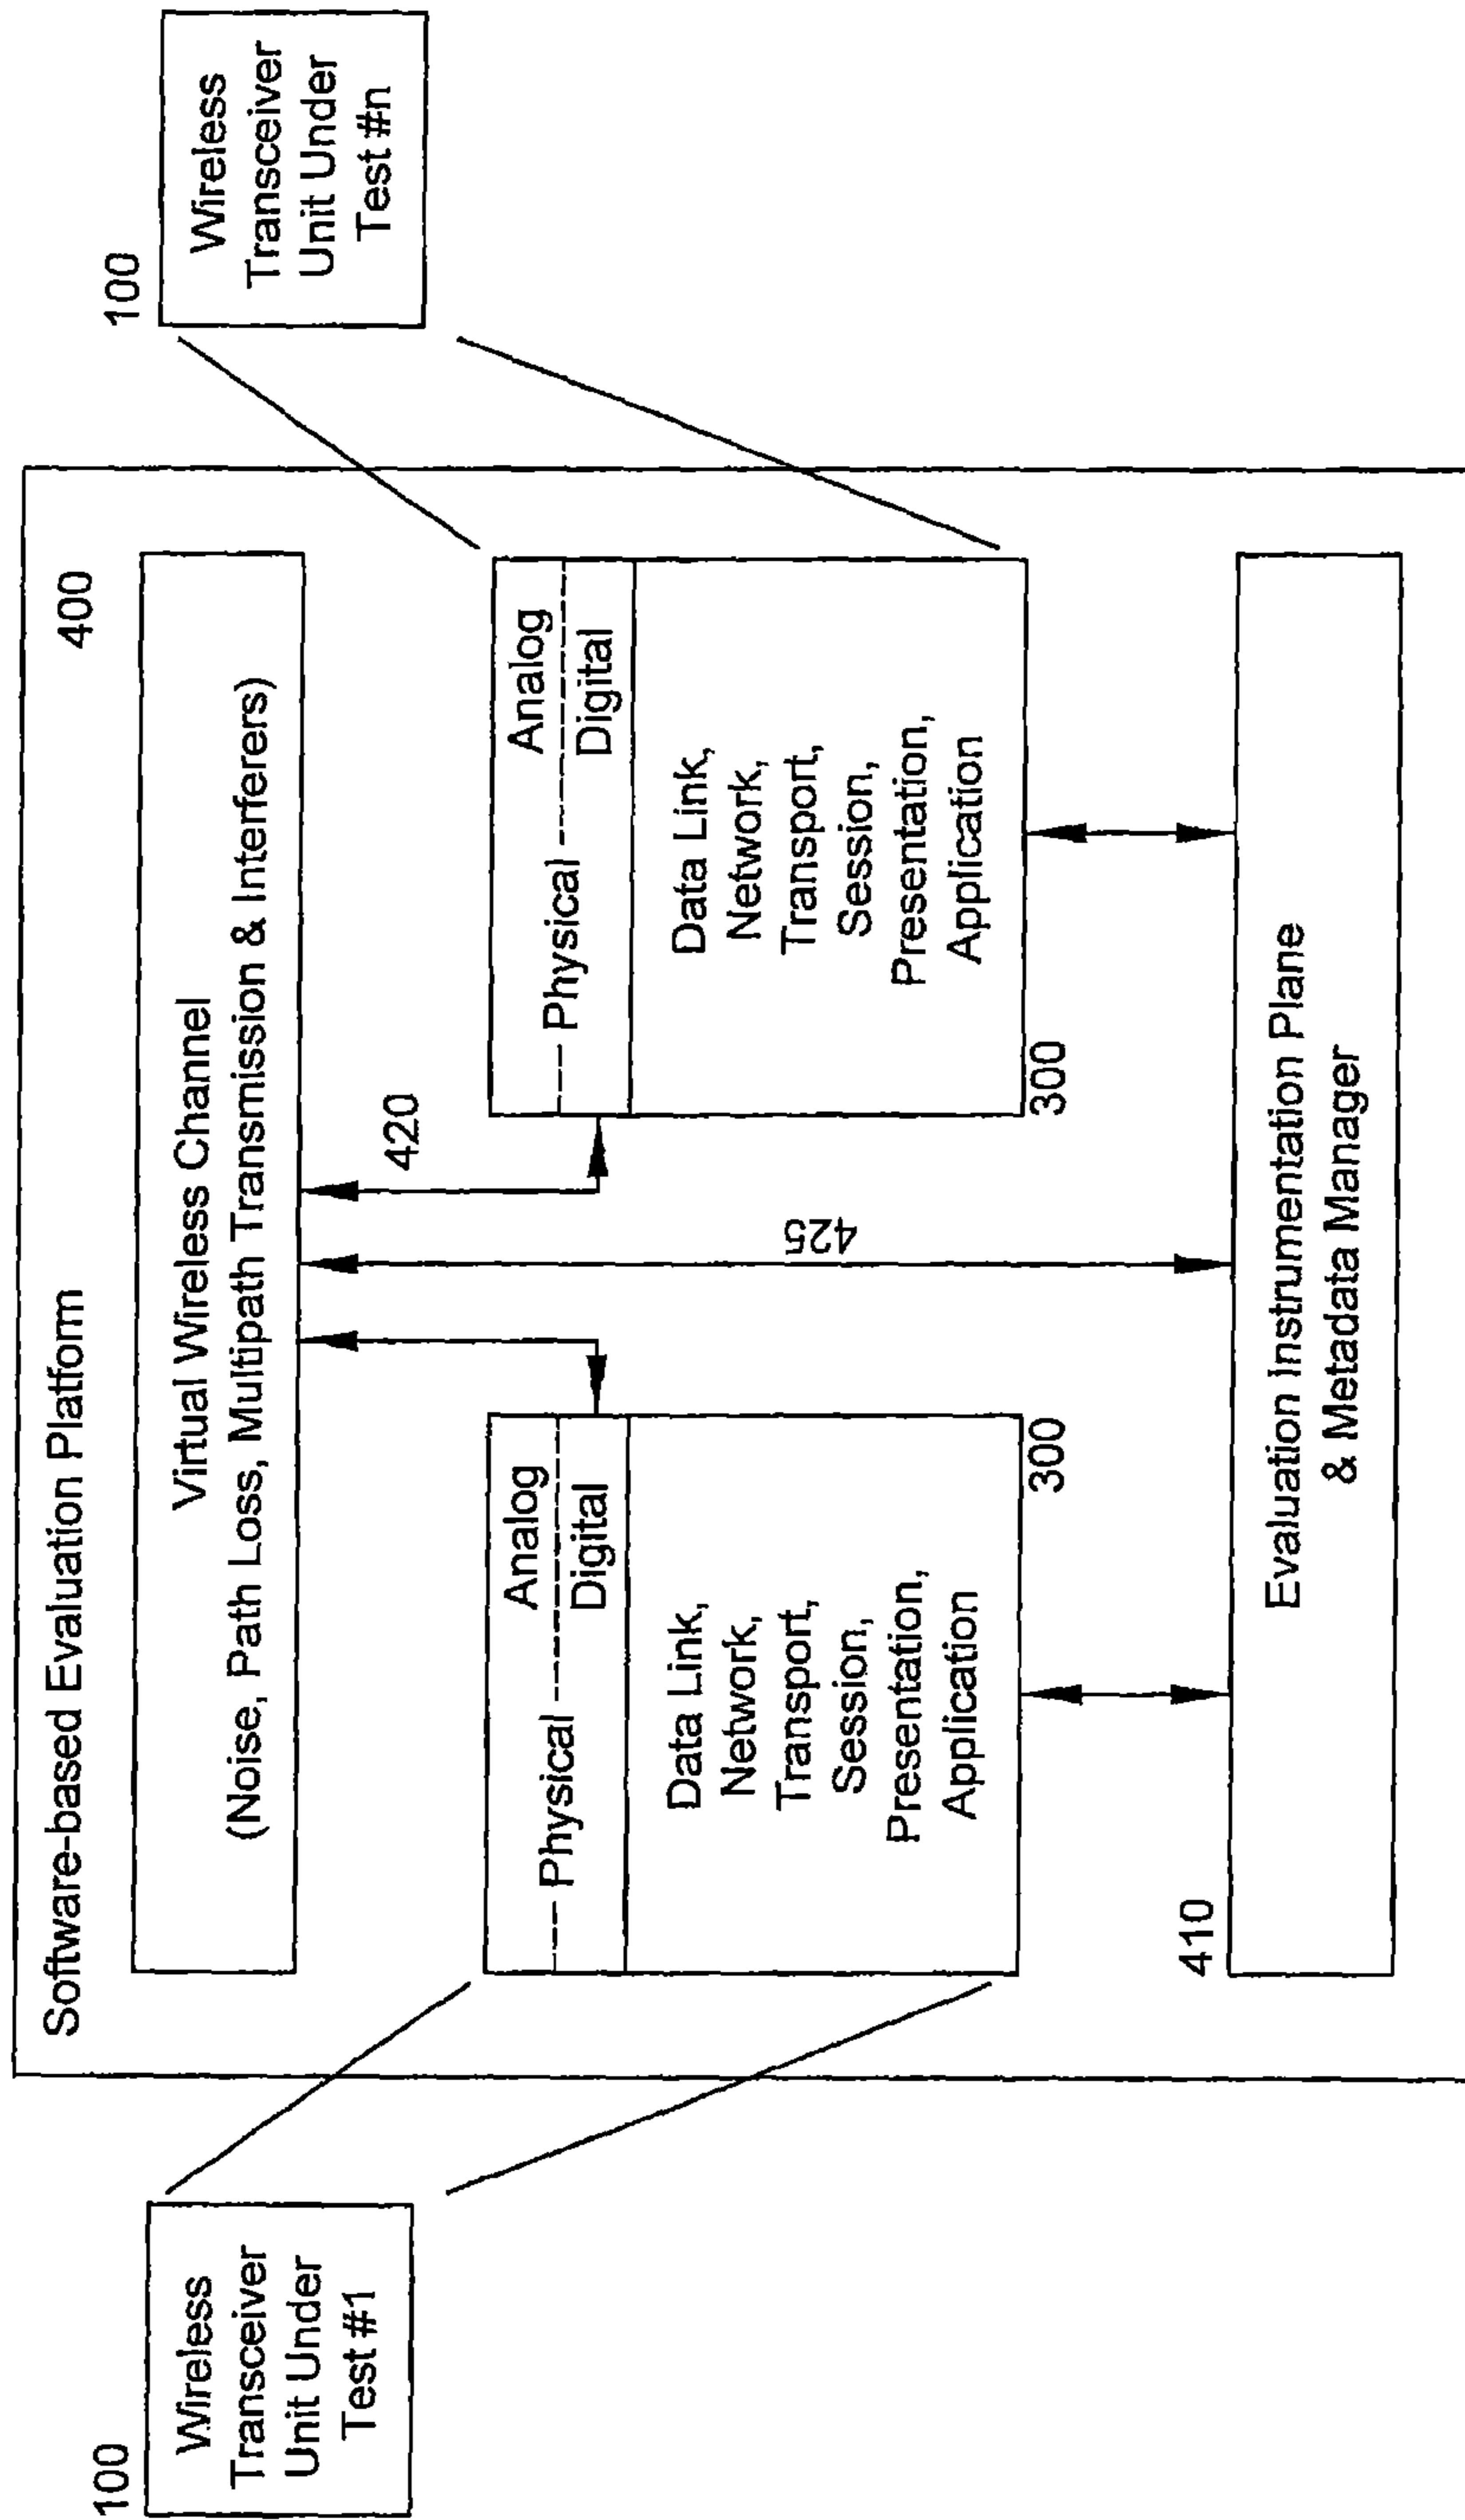 Software-based Evaluation Platform
400
Virtual Wireless Channel
(Noise, Path Loss, Multipath Transmission & Interferers)
100
Wireless
Transceiver
Unit Under
Test #1
420
425
Analog
Physical
Digital
Data Link,
Network,
Transport,
Session,
Presentation,
Application
300
Analog
Physical
Digital
Data Link,
Network,
Transport,
Session,
Presentation,
Application
300
100
Wireless
Transceiver
Unit Under
Test #n
410
Evaluation Instrumentation Plane
& Metadata Manager